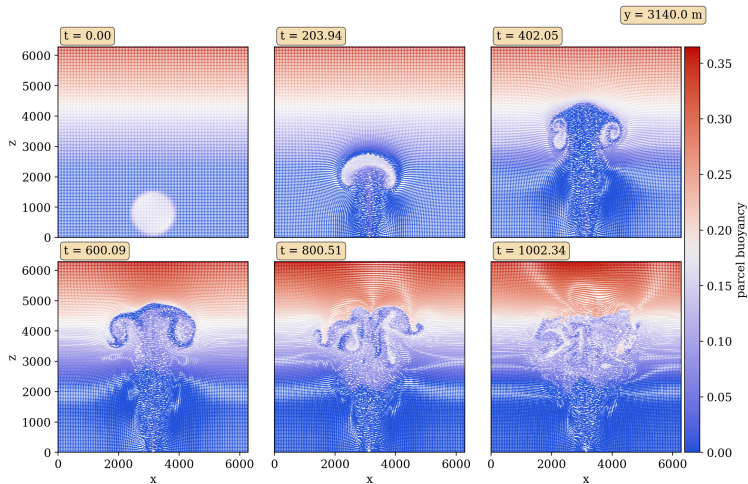 y = 3140.0 m
t = 0.00
t = 203.94
t = 402.05
6000
5000
4000
3000
2000
1000
0
z
0.35
0.30
0.25
0.20
0.15
0.10
0.05
0.00
parcel buoyancy
t = 600.09
t = 800.51
t = 1002.34
6000
5000
4000
3000
2000
1000
0
z
0 2000 4000 6000
0 2000 4000 6000
0 2000 4000 6000
x
x
x